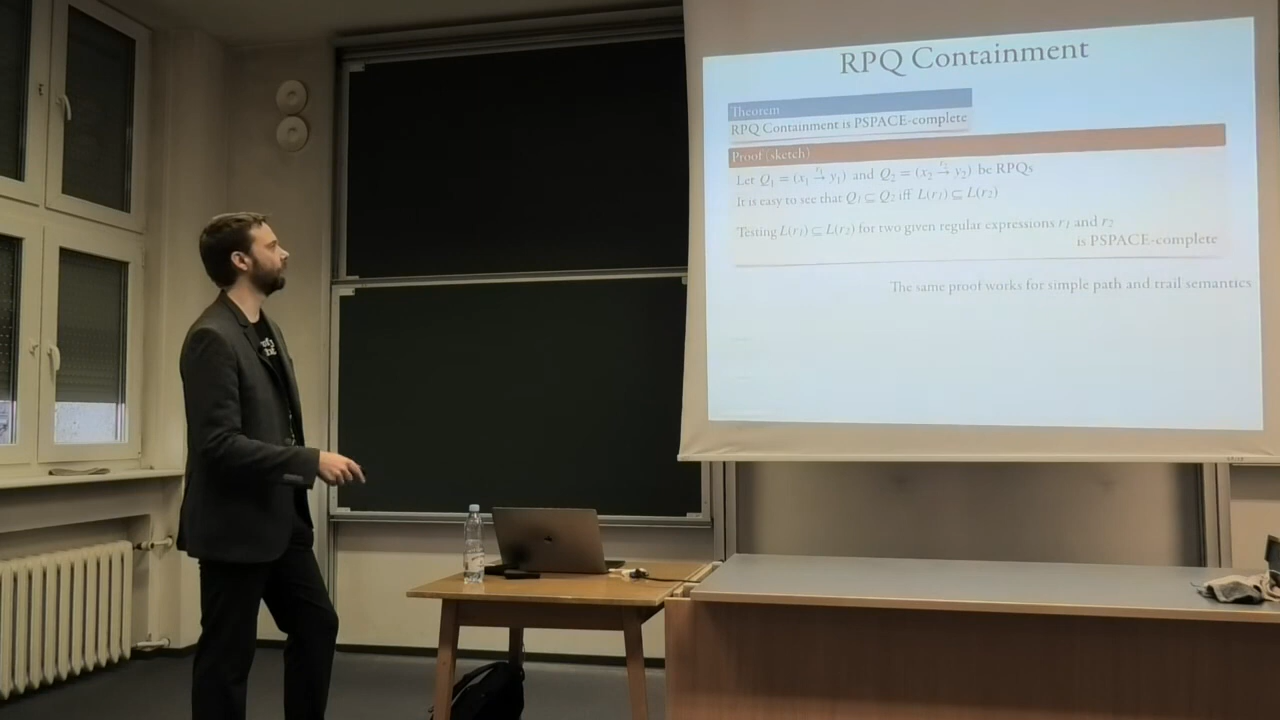 RPQ Containment
Theorem
RPQ Containment is PSPACE-complete
Proof (sketch)
Let Q₁ = (x₁ →^r₁ y₁) and Q₂ = (x₂ →^r₂ y₂) be RPQs
It is easy to see that Q₁ ⊆ Q₂ iff L(r₁) ⊆ L(r₂)
Testing L(r₁) ⊆ L(r₂) for two given regular expressions r₁ and r₂
is PSPACE-complete
The same proof works for simple path and trail semantics